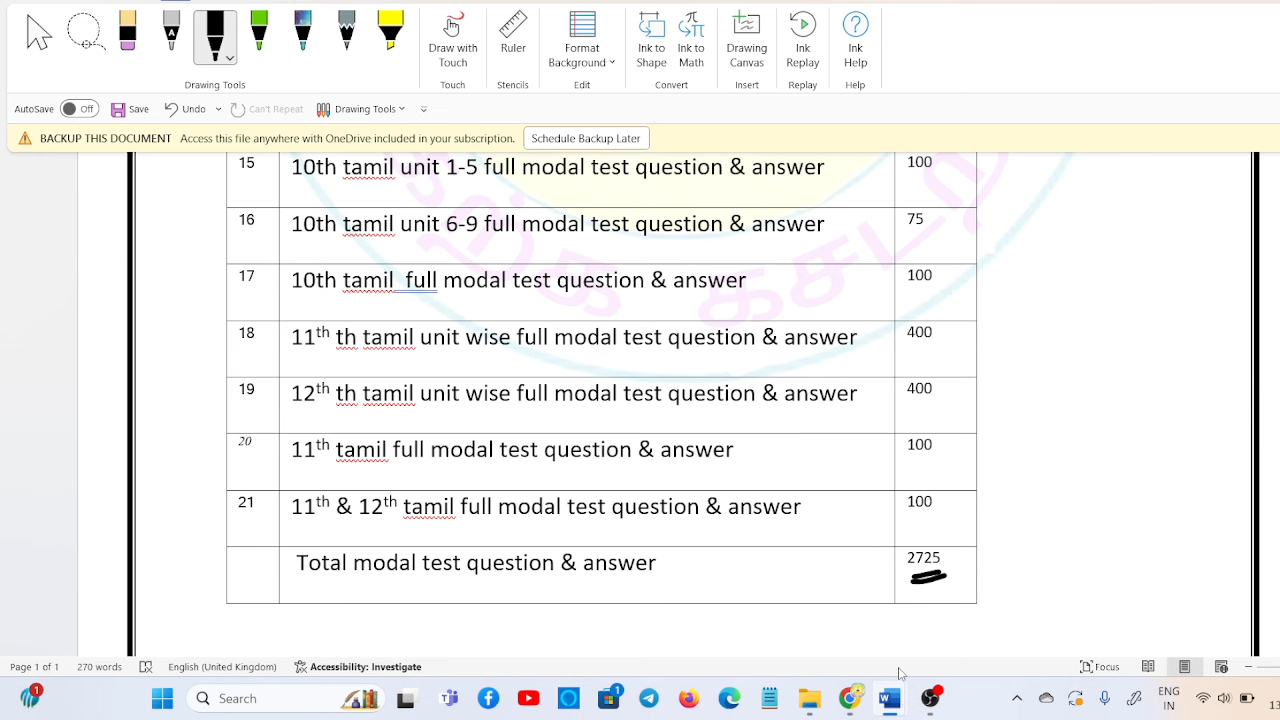 Draw with
Touch
Ruler
Format
Background
Ink to
Shape
Ink to
Math
Drawing
Canvas
Ink
Replay
Ink
Help
Drawing Tools
Touch
Stencils
Edit
Convert
Insert
Replay
Help
AutoSave Off Save Undo Can't Repeat Drawing Tools
BACKUP THIS DOCUMENT Access this file anywhere with OneDrive included in your subscription. Schedule Backup Later
15 10th tamil unit 1-5 full modal test question & answer 100
16 10th tamil unit 6-9 full modal test question & answer 75
17 10th tamil  full modal test question & answer 100
18 11th th tamil unit wise full modal test question & answer 400
19 12th th tamil unit wise full modal test question & answer 400
20 11th tamil full modal test question & answer 100
21 11th & 12th tamil full modal test question & answer 100
Total modal test question & answer 2725
Page 1 of 1 270 words English (United Kingdom) Accessibility: Investigate Focus
1 Search 1 ENG
IN